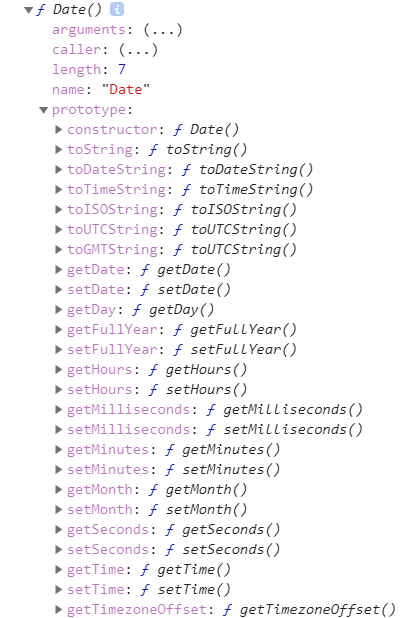 ƒ Date() i
arguments: (...)
caller: (...)
length: 7
name: "Date"
prototype:
constructor: ƒ Date()
toString: ƒ toString()
toDateString: ƒ toDateString()
toTimeString: ƒ toTimeString()
toISOString: ƒ toISOString()
toUTCString: ƒ toUTCString()
toGMTString: ƒ toUTCString()
getDate: ƒ getDate()
setDate: ƒ setDate()
getDay: ƒ getDay()
getFullYear: ƒ getFullYear()
setFullYear: ƒ setFullYear()
getHours: ƒ getHours()
setHours: ƒ setHours()
getMilliseconds: ƒ getMilliseconds()
setMilliseconds: ƒ setMilliseconds()
getMinutes: ƒ getMinutes()
setMinutes: ƒ setMinutes()
getMonth: ƒ getMonth()
setMonth: ƒ setMonth()
getSeconds: ƒ getSeconds()
setSeconds: ƒ setSeconds()
getTime: ƒ getTime()
setTime: ƒ setTime()
getTimezoneOffset: ƒ getTimezoneOffset()